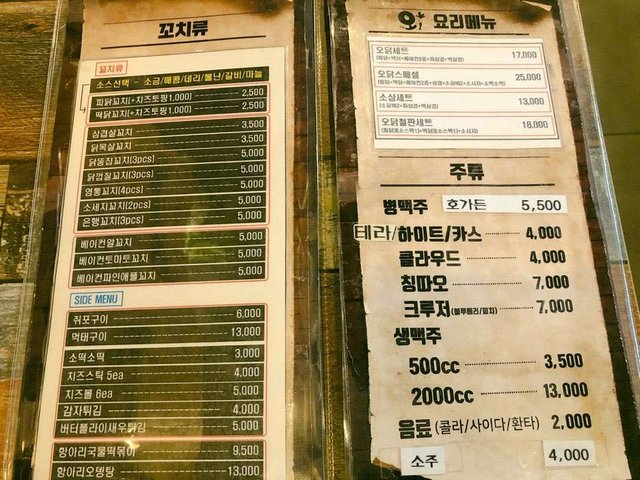 꼬치류
꼬치류
소스선택 - 소금/매콤/데리/불닭/갈비/마늘
파닭꼬치(+치즈토핑1,000) 2,500
떡닭꼬치(+치즈토핑1,000) 2,500
삼겹살꼬치 3,500
닭목살꼬치 3,500
닭똥집꼬치(3pcs) 5,000
닭껍질꼬치(3pcs) 5,000
염통꼬치(4pcs) 5,000
소세지꼬치(2pcs) 5,000
은행꼬치(3pcs) 5,000
베이컨알꼬치 5,000
베이컨토마토꼬치 5,000
베이컨파인애플꼬치 5,000
SIDE MENU
쥐포구이 6,000
먹태구이 13,000
소떡소떡 3,000
치즈스틱 5ea 4,000
치즈볼 6ea 5,000
감자튀김 4,000
버터플라이새우튀김 5,000
항아리국물떡볶이 9,500
항아리오뎅탕 13,000
요리메뉴
오닭세트 17,000
오닭스페셜 25,000
소삼세트 13,000
오닭철판세트 18,000
주류
병맥주 호가든 5,500
테라/하이트/카스 4,000
클라우드 4,000
칭따오 7,000
크루저(블루베리/피치) 7,000
생맥주
500cc 3,500
2000cc 13,000
음료 (콜라/사이다/환타) 2,000
소주 4,000